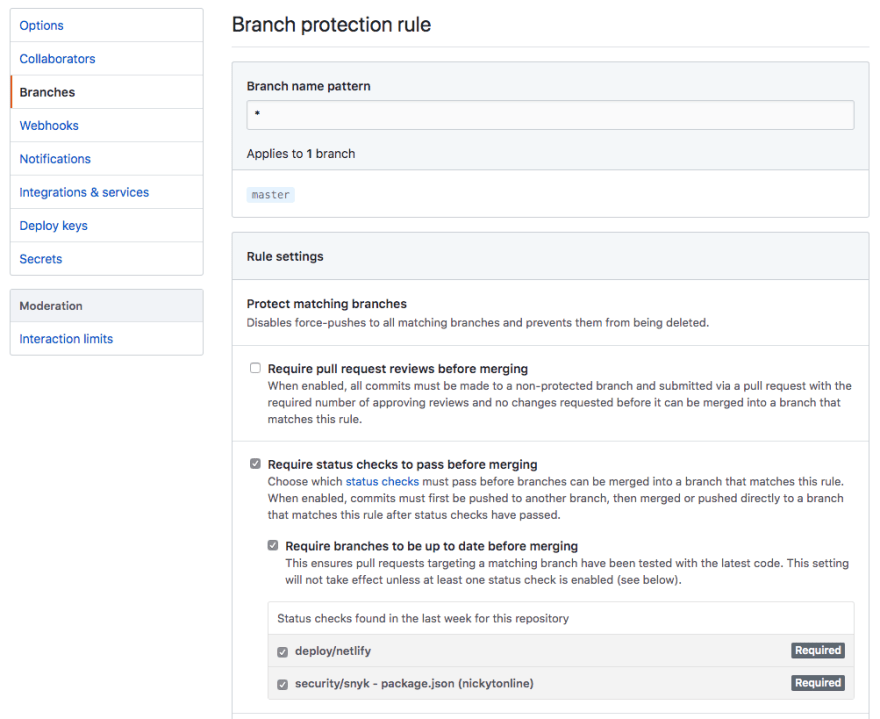 Options
Collaborators
Branches
Webhooks
Notifications
Integrations & services
Deploy keys
Secrets
Moderation
Interaction limits
Branch protection rule
Branch name pattern
*
Applies to 1 branch
master
Rule settings
Protect matching branches
Disables force-pushes to all matching branches and prevents them from being deleted.
Require pull request reviews before merging
When enabled, all commits must be made to a non-protected branch and submitted via a pull request with the
required number of approving reviews and no changes requested before it can be merged into a branch that
matches this rule.
Require status checks to pass before merging
Choose which status checks must pass before branches can be merged into a branch that matches this rule.
When enabled, commits must first be pushed to another branch, then merged or pushed directly to a branch
that matches this rule after status checks have passed.
Require branches to be up to date before merging
This ensures pull requests targeting a matching branch have been tested with the latest code. This setting
will not take effect unless at least one status check is enabled (see below).
Status checks found in the last week for this repository
deploy/netlify Required
security/snyk - package.json (nickytonline) Required